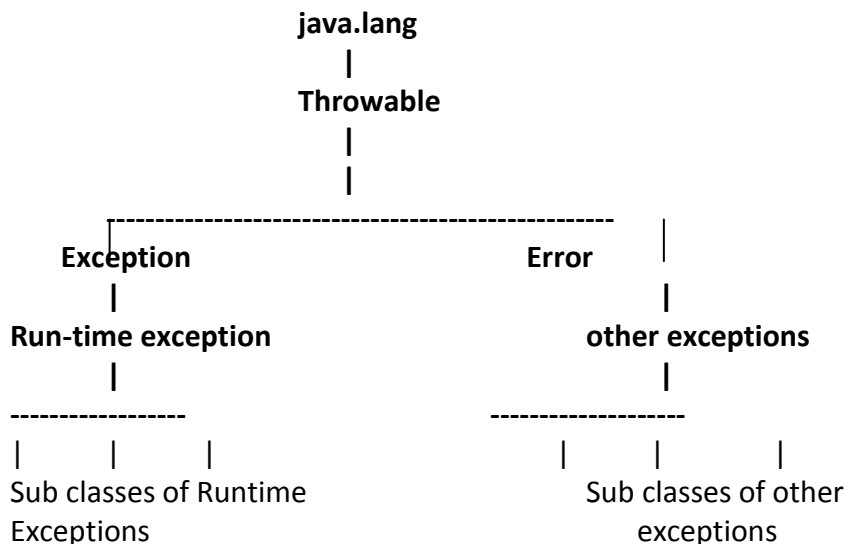 java.lang
|
Throwable
|
|
----------------------------------------------------
Exception Error
| |
Run-time exception other exceptions
| |
------------------ --------------------
| | | | | |
Sub classes of Runtime Sub classes of other
Exceptions exceptions